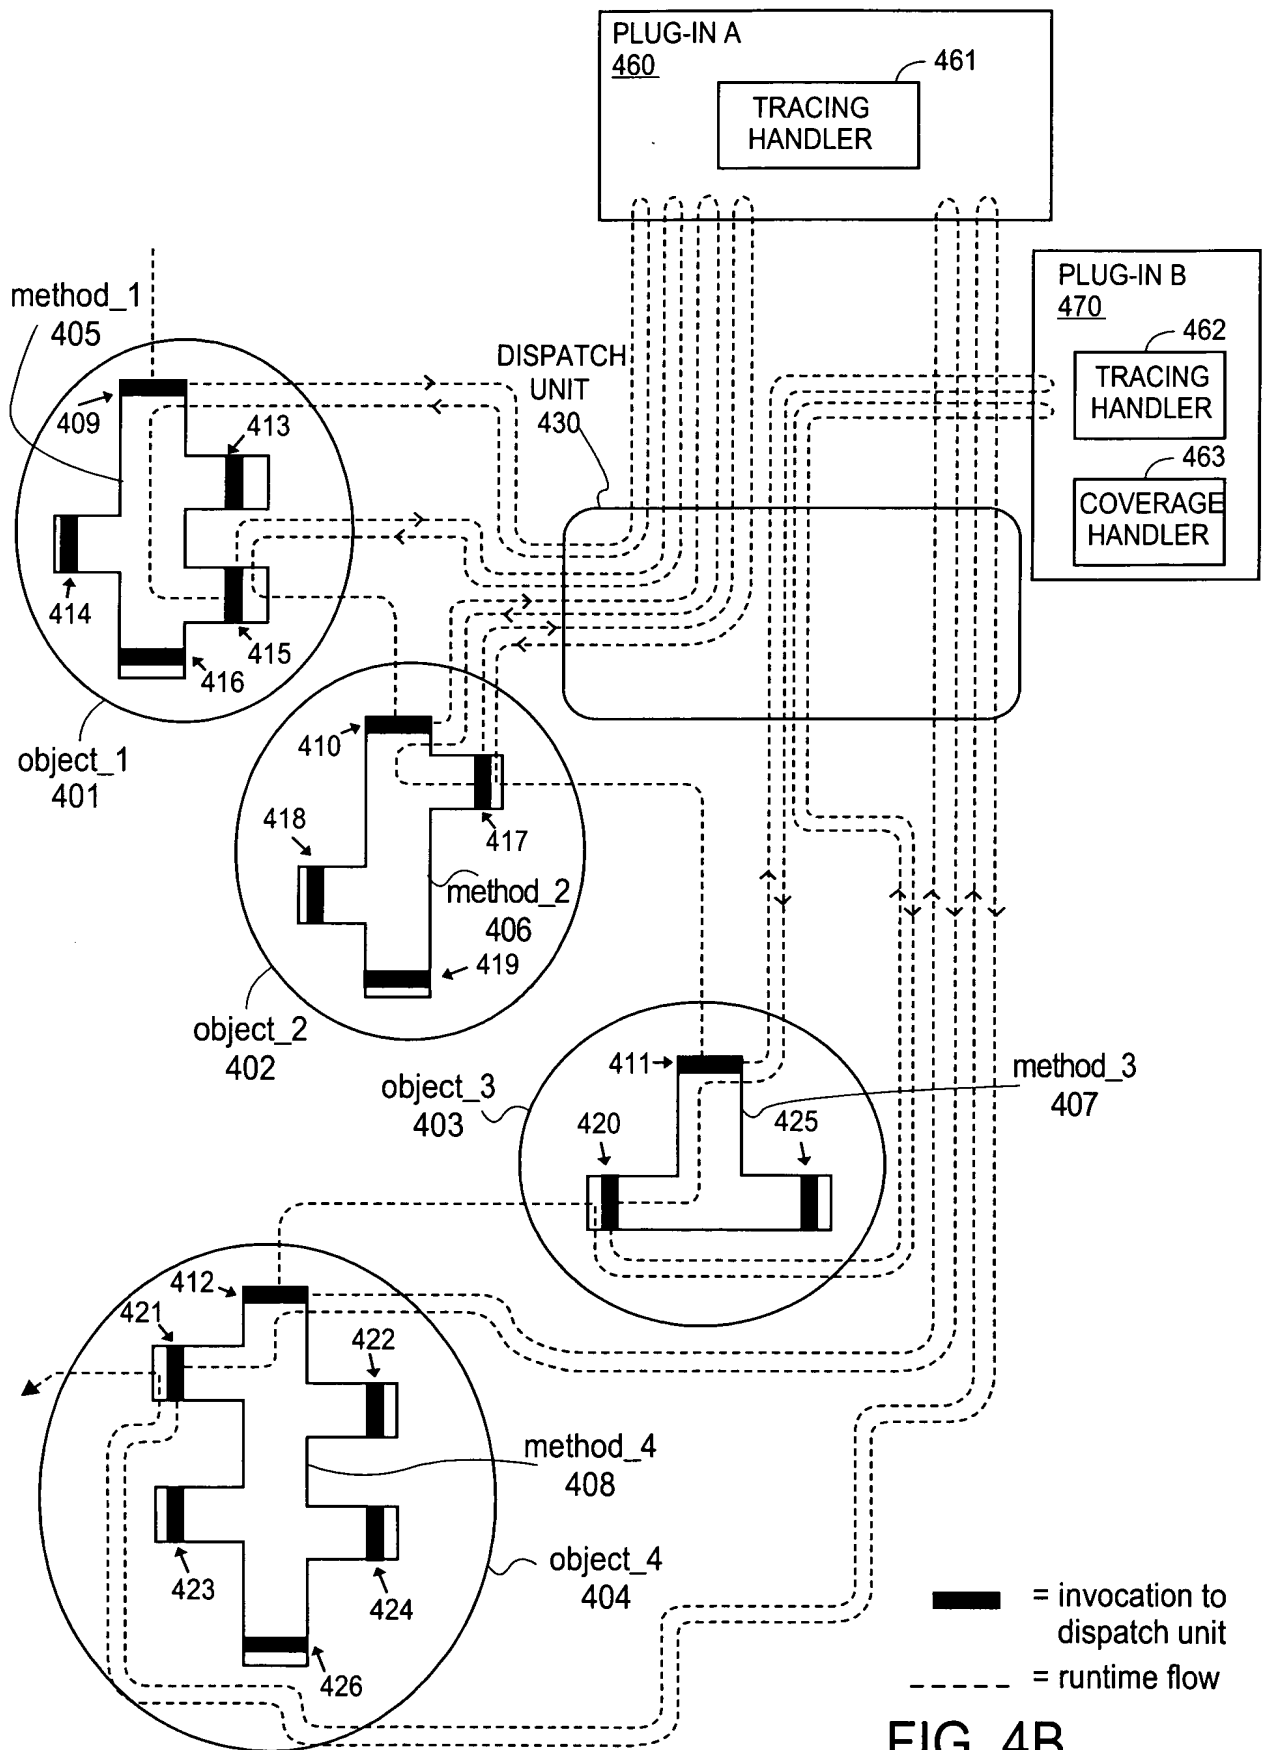 PLUG-IN A
460
461
TRACING
HANDLER
PLUG-IN B
470
462
TRACING
HANDLER
463
COVERAGE
HANDLER
method_1
405
DISPATCH
UNIT
430
409
413
414
415
416
object_1
401
410
417
418
method_2
406
419
object_2
402
411
method_3
407
object_3
403
420
425
412
421
422
method_4
408
423
424
object_4
404
426
= invocation to
dispatch unit
= runtime flow
FIG. 4B